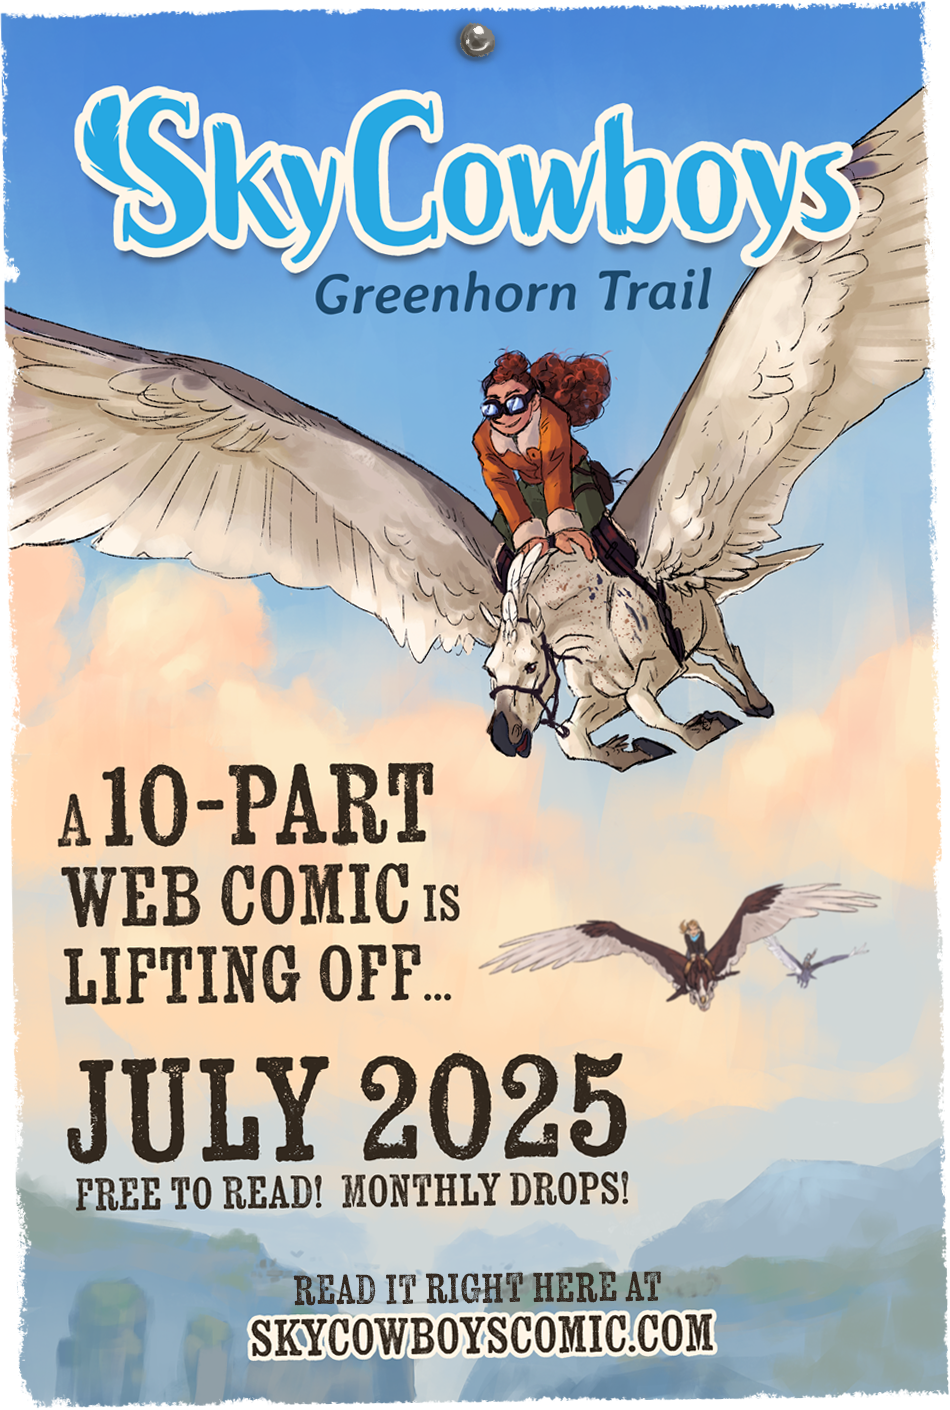 SkyCowboys
Greenhorn Trail
A 10-PART
WEB COMIC IS
LIFTING OFF...
JULY 2025
FREE TO READ! MONTHLY DROPS!
READ IT RIGHT HERE AT
SKYCOWBOYSCOMIC.COM